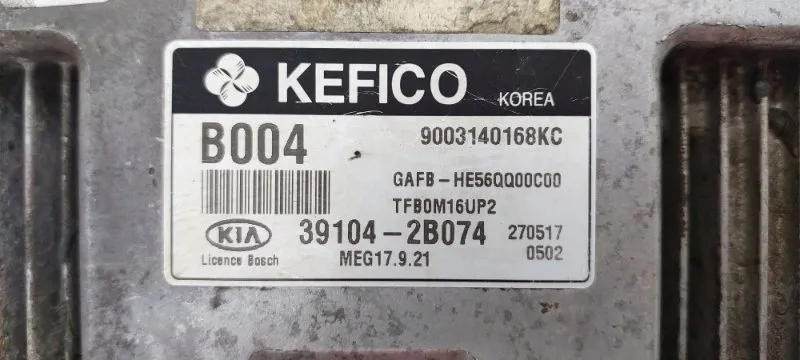 KEFICO KOREA
B004 9003140168KC
GAFB-HE56QQ00C00
TFB0M16UP2
KIA 39104-2B074 270517
Licence Bosch MEG17.9.21 0502